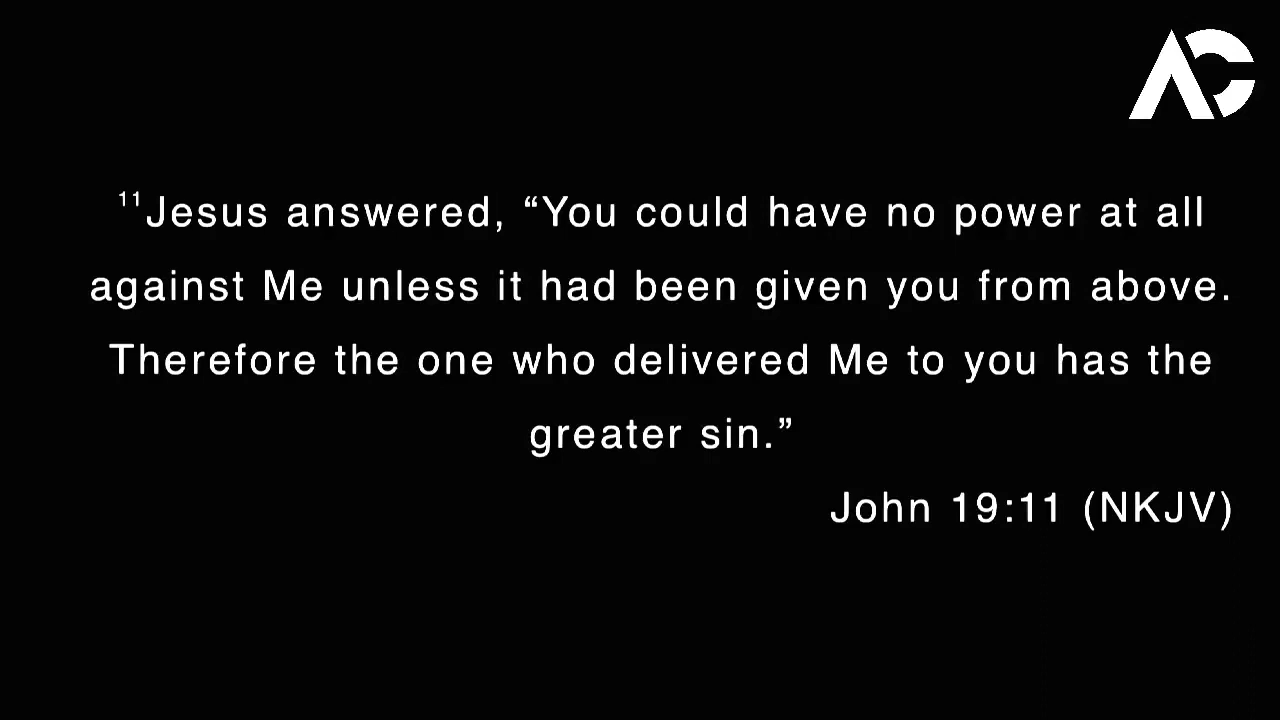 AC
¹¹Jesus answered, “You could have no power at all
against Me unless it had been given you from above.
Therefore the one who delivered Me to you has the
greater sin.”
John 19:11 (NKJV)